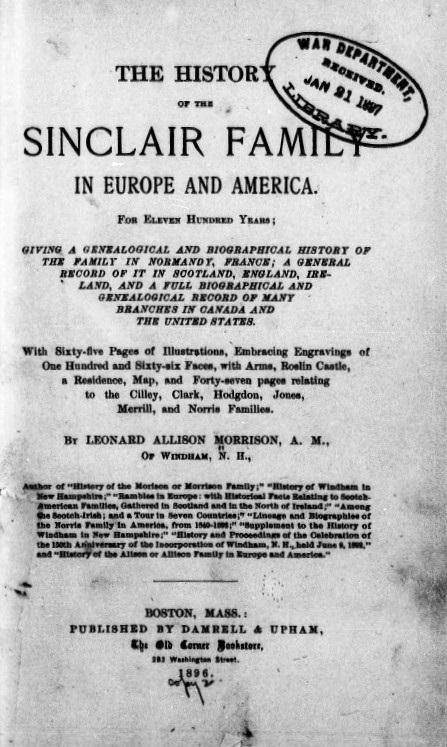 THE HISTORY
OF THE
SINCLAIR FAMILY
IN EUROPE AND AMERICA.
FOR ELEVEN HUNDRED YEARS;
GIVING A GENEALOGICAL AND BIOGRAPHICAL HISTORY OF
THE FAMILY IN NORMANDY, FRANCE; A GENERAL
RECORD OF IT IN SCOTLAND, ENGLAND, IRE-
LAND, AND A FULL BIOGRAPHICAL AND
GENEALOGICAL RECORD OF MANY
BRANCHES IN CANADA AND
THE UNITED STATES.
With Sixty-five Pages of Illustrations, Embracing Engravings of
One Hundred and Sixty-six Faces, with Arms, Roslin Castle,
a Residence, Map, and Forty-seven pages relating
to the Cilley, Clark, Hodgdon, Jones,
Merrill, and Norris Families.
BY LEONARD ALLISON MORRISON, A. M.,
OF WINDHAM, N. H.,
Author of "History of the Morison or Morrison Family;" "History of Windham in
New Hampshire;" "Rambles in Europe: with Historical Facts Relating to Scotch-
American Families, Gathered in Scotland and in the North of Ireland;" "Among
the Scotch-Irish; and a Tour in Seven Countries;" "Lineage and Biographies of
the Norris Family in America, from 1640-1892;" "Supplement to the History of
Windham in New Hampshire;" "History and Proceedings of the Celebration of
the 150th Anniversary of the Incorporation of Windham, N. H., held June 9, 1892,"
and "History of the Alison or Allison Family in Europe and America."
BOSTON, MASS.:
PUBLISHED BY DAMRELL & UPHAM,
The Old Corner Bookstore,
283 Washington Street.
1896.
Copy 2
WAR DEPARTMENT,
RECEIVED.
JAN 21 1897
LIBRARY.